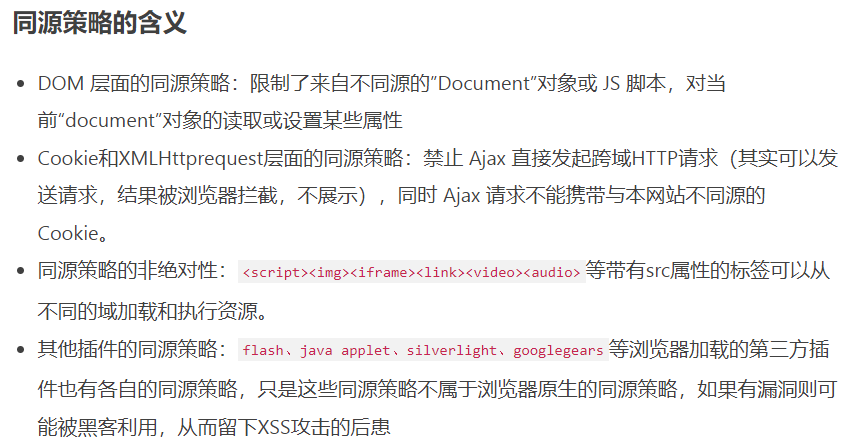 同源策略的含义
DOM 层面的同源策略：限制了来自不同源的”Document”对象或 JS 脚本，对当
前“document”对象的读取或设置某些属性
Cookie和XMLHttprequest层面的同源策略：禁止 Ajax 直接发起跨域HTTP请求（其实可以发
送请求，结果被浏览器拦截，不展示），同时 Ajax 请求不能携带与本网站不同源的
Cookie。
同源策略的非绝对性：<script><img><iframe><link><video><audio>等带有src属性的标签可以从
不同的域加载和执行资源。
其他插件的同源策略：flash、java applet、silverlight、googlegears等浏览器加载的第三方插
件也有各自的同源策略，只是这些同源策略不属于浏览器原生的同源策略，如果有漏洞则可
能被黑客利用，从而留下XSS攻击的后患